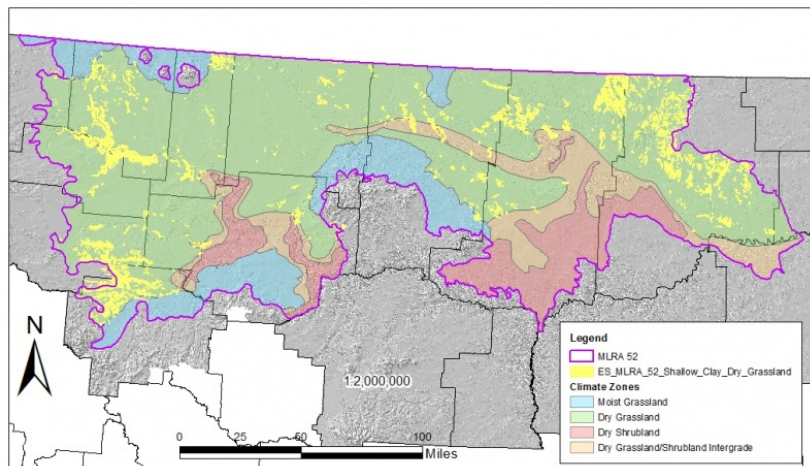 N
1:2,000,000
0 50 100
Miles
Legend
MLRA 52
ES_MLRA_52_Shallow_Clay_Dry_Grassland
Climate Zones
Moist Grassland
Dry Grassland
Dry Shrubland
Dry Grassland/Shrubland Intergrade